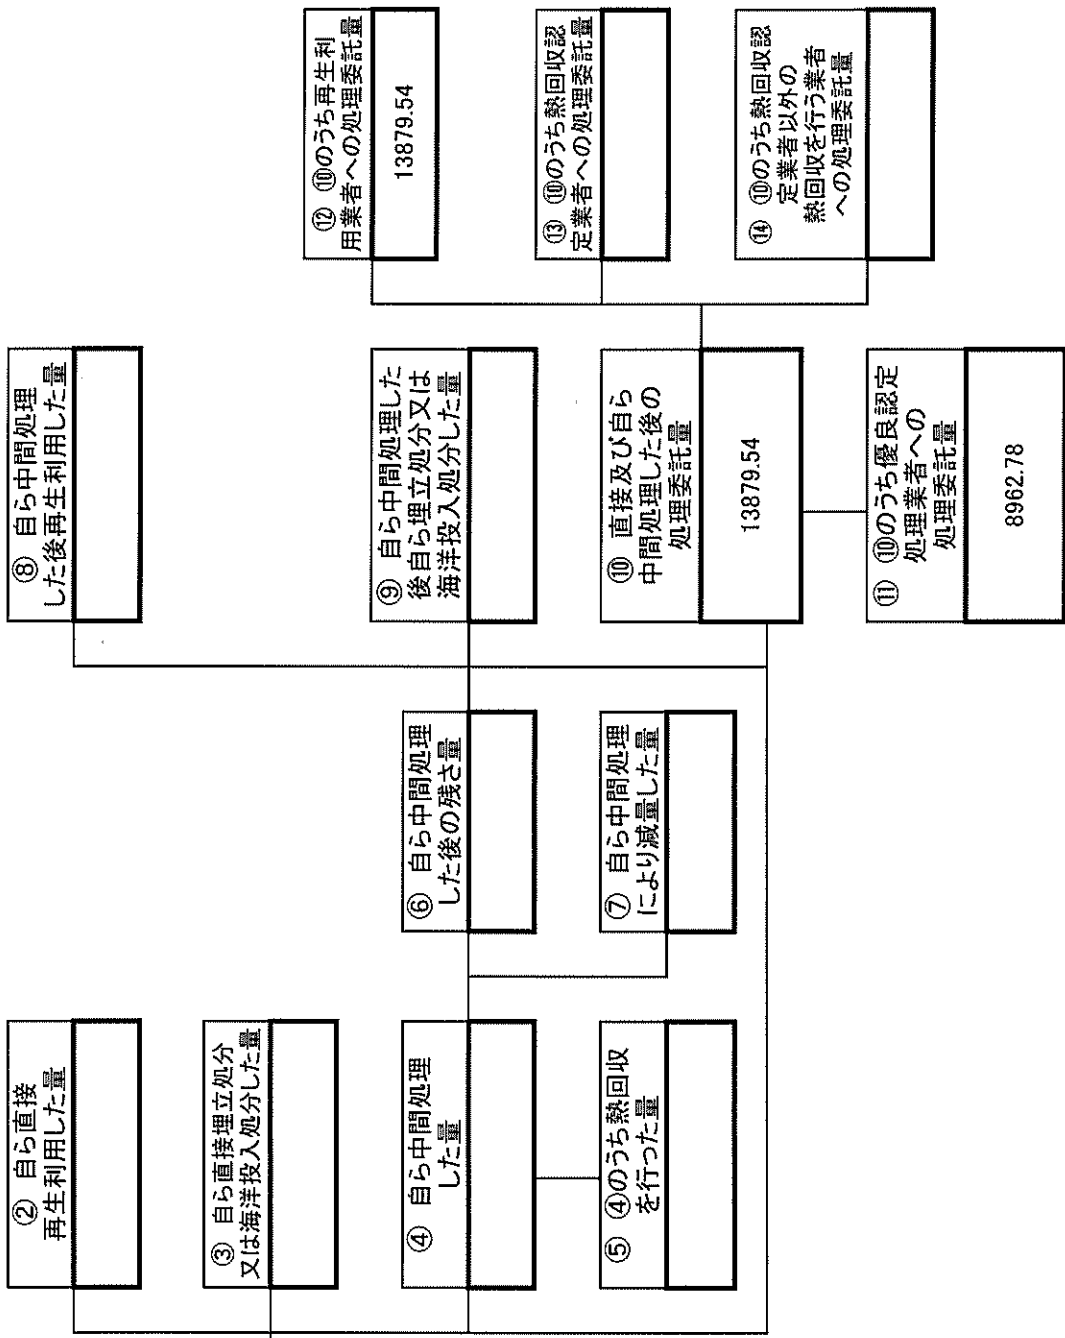 ② 自ら直接
再生利用した量
③ 自ら直接埋立処分
又は海洋投入処分した量
④ 自ら中間処理
した量
⑤ ④のうち熱回収
を行った量
⑥ 自ら中間処理
した後の残さ量
⑦ 自ら中間処理
により減量した量
⑧ 自ら中間処理
した後再生利用した量
⑨ 自ら中間処理した
後自ら埋立処分又は
海洋投入処分した量
⑩ 直接及び自ら
中間処理した後の
処理委託量
13879.54
⑪ ⑩のうち優良認定
処理業者への
処理委託量
8962.78
⑫ ⑩のうち再生利
用業者への処理委託量
13879.54
⑬ ⑩のうち熱回収認
定業者への処理委託量
⑭ ⑩のうち熱回収認
定業者以外の
熱回収を行う業者
への処理委託量